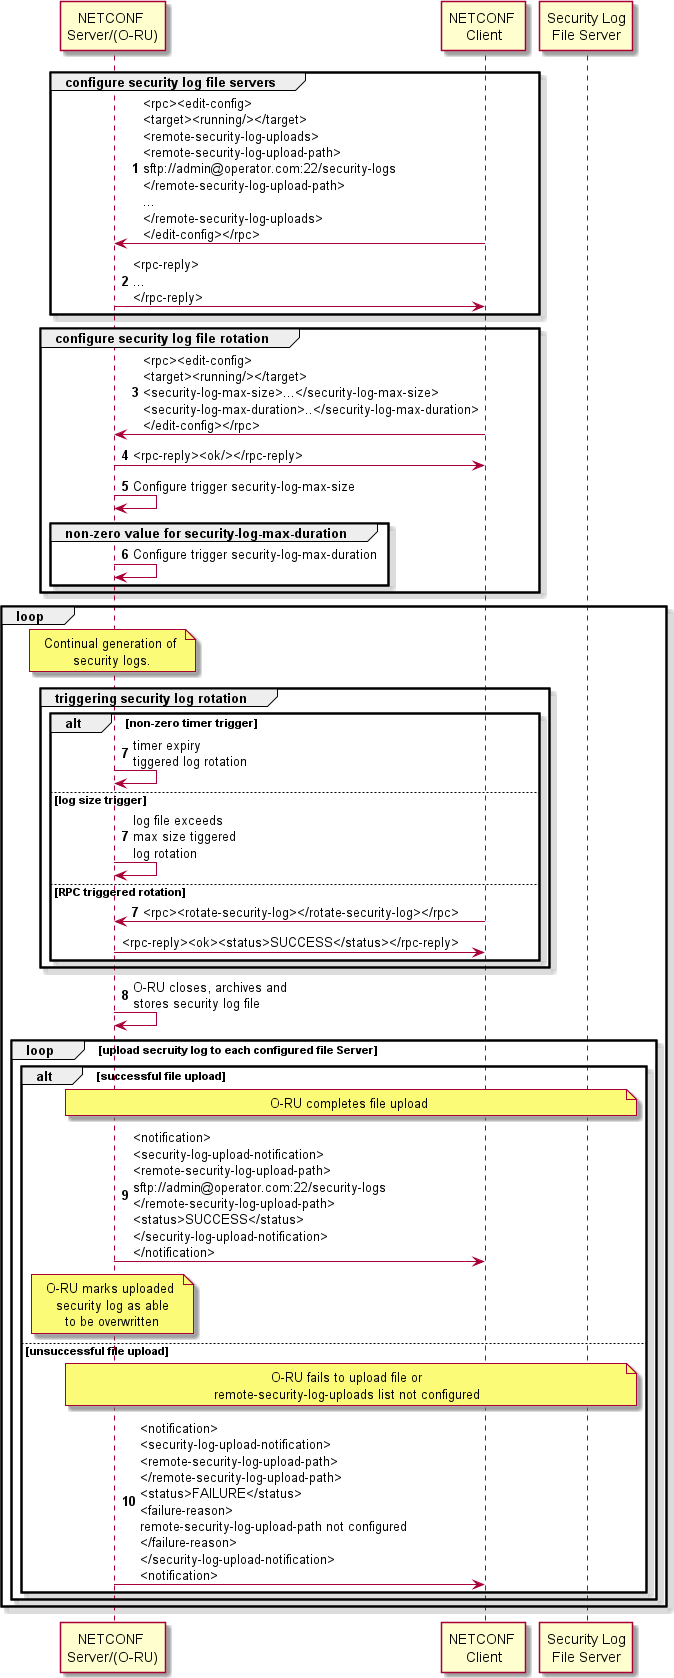 NETCONF
Server/(O-RU)
NETCONF
Client
Security Log
File Server
configure security log file servers
<rpc><edit-config>
<target><running/></target>
<remote-security-log-uploads>
<remote-security-log-upload-path>
1 sftp://admin@operator.com:22/security-logs
</remote-security-log-upload-path>
...
</remote-security-log-uploads>
</edit-config></rpc>
<rpc-reply>
2 ...
</rpc-reply>
configure security log file rotation
<rpc><edit-config>
<target><running/></target>
3 <security-log-max-size>...</security-log-max-size>
<security-log-max-duration>..</security-log-max-duration>
</edit-config></rpc>
4 <rpc-reply><ok/></rpc-reply>
5 Configure trigger security-log-max-size
non-zero value for security-log-max-duration
6 Configure trigger security-log-max-duration
loop
Continual generation of
security logs.
triggering security log rotation
alt [non-zero timer trigger]
7 timer expiry
tiggered log rotation
[log size trigger]
log file exceeds
7 max size tiggered
log rotation
[RPC triggered rotation]
7 <rpc><rotate-security-log></rotate-security-log></rpc>
<rpc-reply><ok><status>SUCCESS</status></rpc-reply>
8 O-RU closes, archives and
stores security log file
loop [upload secruity log to each configured file Server]
alt [successful file upload]
O-RU completes file upload
<notification>
<security-log-upload-notification>
<remote-security-log-upload-path>
9 sftp://admin@operator.com:22/security-logs
</remote-security-log-upload-path>
<status>SUCCESS</status>
</security-log-upload-notification>
</notification>
O-RU marks uploaded
security log as able
to be overwritten
[unsuccessful file upload]
O-RU fails to upload file or
remote-security-log-uploads list not configured
<notification>
<security-log-upload-notification>
<remote-security-log-upload-path>
</remote-security-log-upload-path>
<status>FAILURE</status>
10 <failure-reason>
remote-security-log-upload-path not configured
</failure-reason>
</security-log-upload-notification>
<notification>
NETCONF
Server/(O-RU)
NETCONF
Client
Security Log
File Server